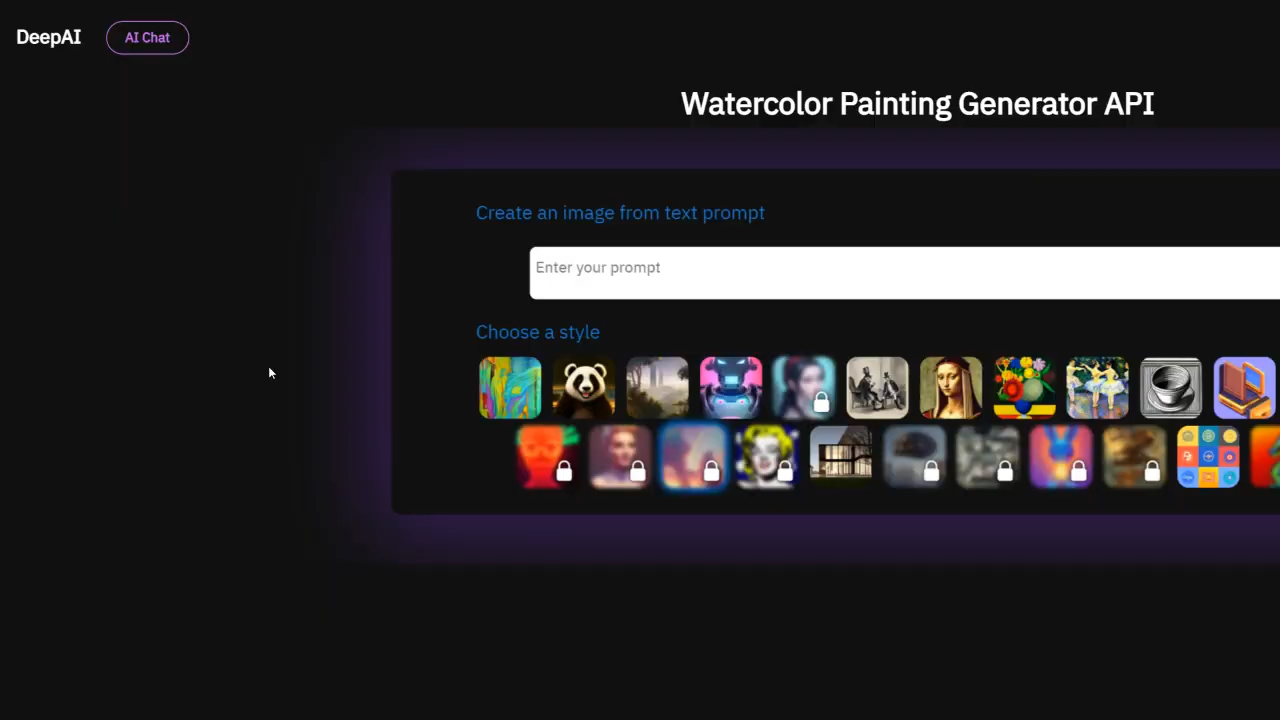 DeepAI
AI Chat
Watercolor Painting Generator API
Create an image from text prompt
Enter your prompt
Choose a style